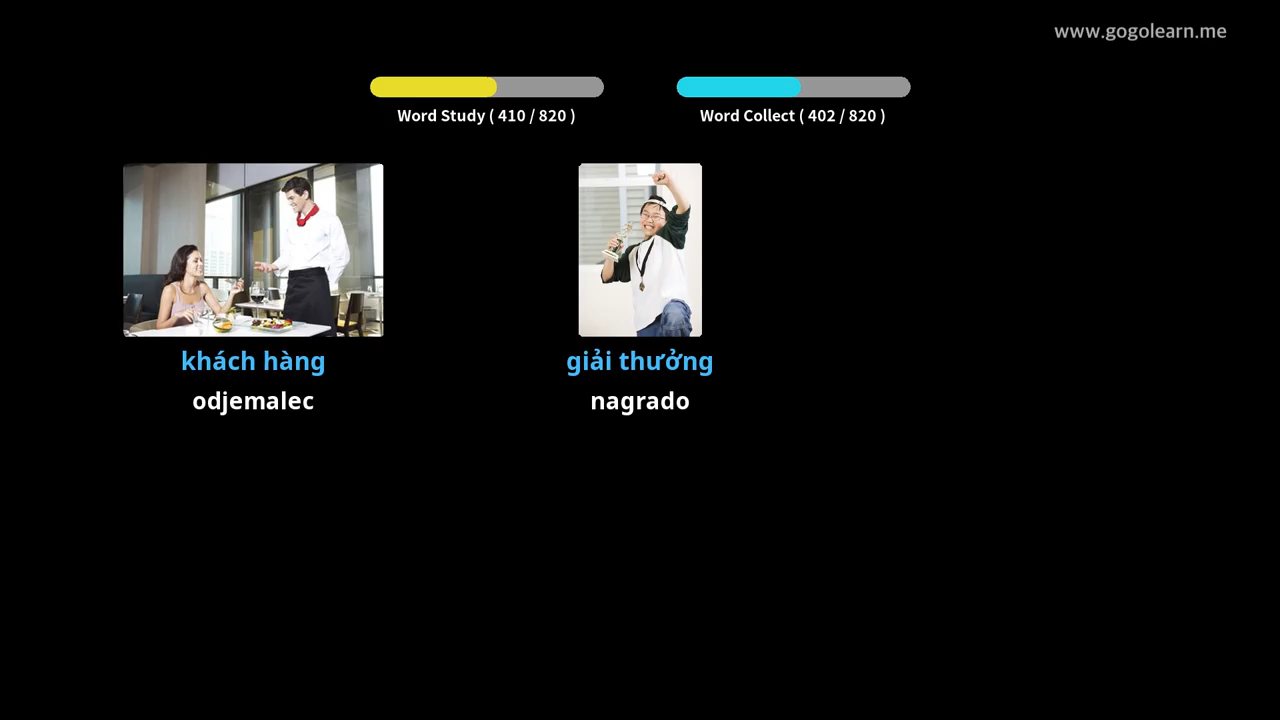 www.gogolearn.me
Word Study ( 410 / 820 )
Word Collect ( 402 / 820 )
khách hàng
odjemalec
giải thưởng
nagrado